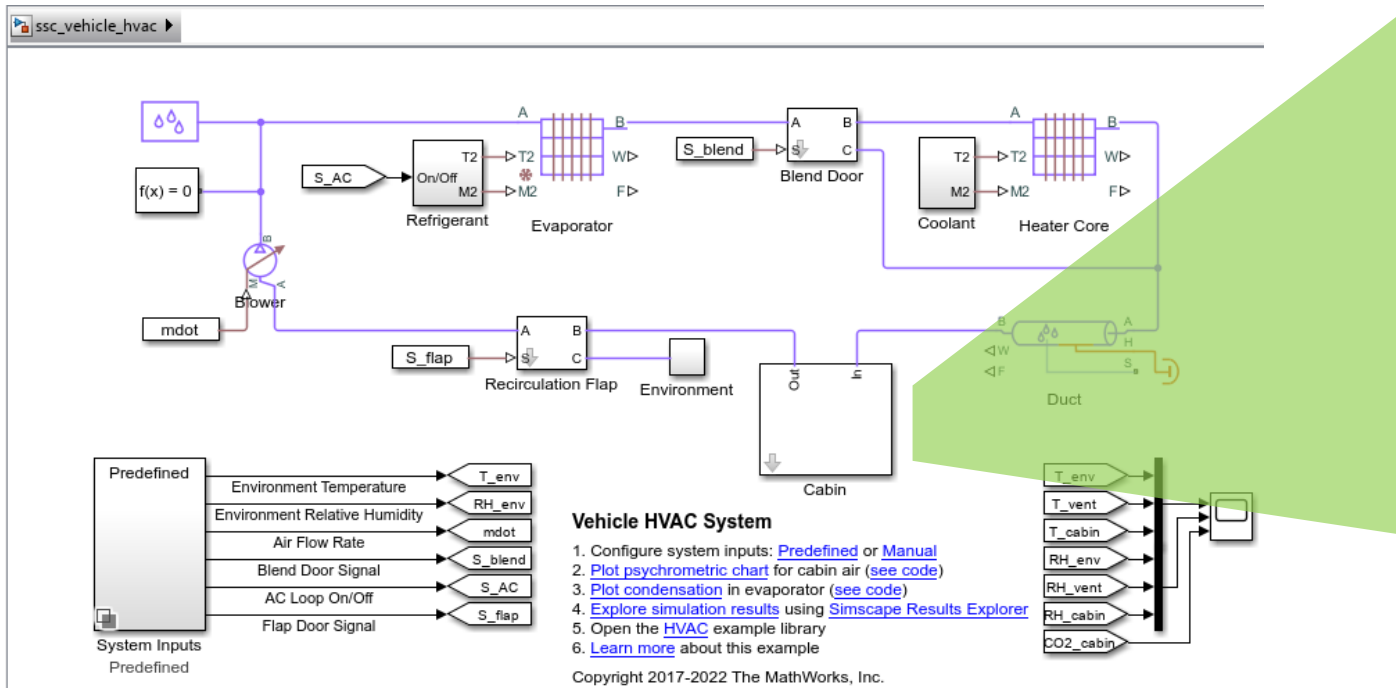 ssc_vehicle_hvac
A
B
T2
W
M2
F
Evaporator
S_AC
On/Off
T2
M2
Refrigerant
S_blend
A
B
S
C
Blend Door
T2
M2
Coolant
A
B
T2
W
M2
F
Heater Core
f(x) = 0
B
M
A
Blower
mdot
S_flap
A
B
S
C
Recirculation Flap
Environment
Out
In
Cabin
B
A
H
W
F
S
Duct
Predefined
Environment Temperature
Environment Relative Humidity
Air Flow Rate
Blend Door Signal
AC Loop On/Off
Flap Door Signal
System Inputs
Predefined
T_env
RH_env
mdot
S_blend
S_AC
S_flap
Vehicle HVAC System
1. Configure system inputs: Predefined or Manual
2. Plot psychrometric chart for cabin air (see code)
3. Plot condensation in evaporator (see code)
4. Explore simulation results using Simscape Results Explorer
5. Open the HVAC example library
6. Learn more about this example
Copyright 2017-2022 The MathWorks, Inc.
T_env
T_vent
T_cabin
RH_env
RH_vent
RH_cabin
CO2_cabin